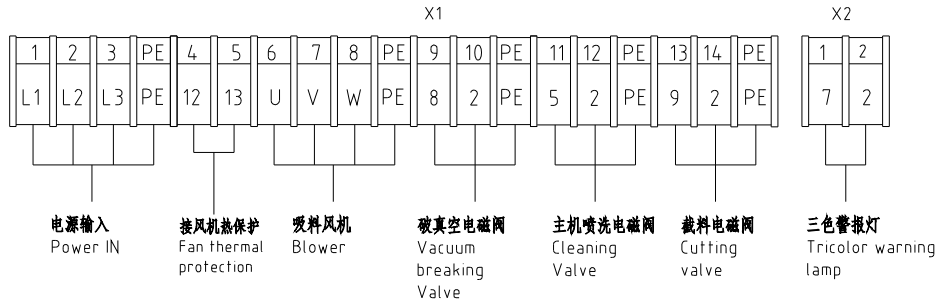 X1 X2
1 2 3 PE 4 5 6 7 8 PE 9 10 PE 11 12 PE 13 14 PE 1 2
L1 L2 L3 PE 12 13 U V W PE 8 2 PE 5 2 PE 9 2 PE 7 2
电源输入
Power IN
接风机热保护
Fan thermal
protection
吸料风机
Blower
破真空电磁阀
Vacuum
breaking
Valve
主机喷洗电磁阀
Cleaning
Valve
截料电磁阀
Cutting
valve
三色警报灯
Tricolor warning
lamp